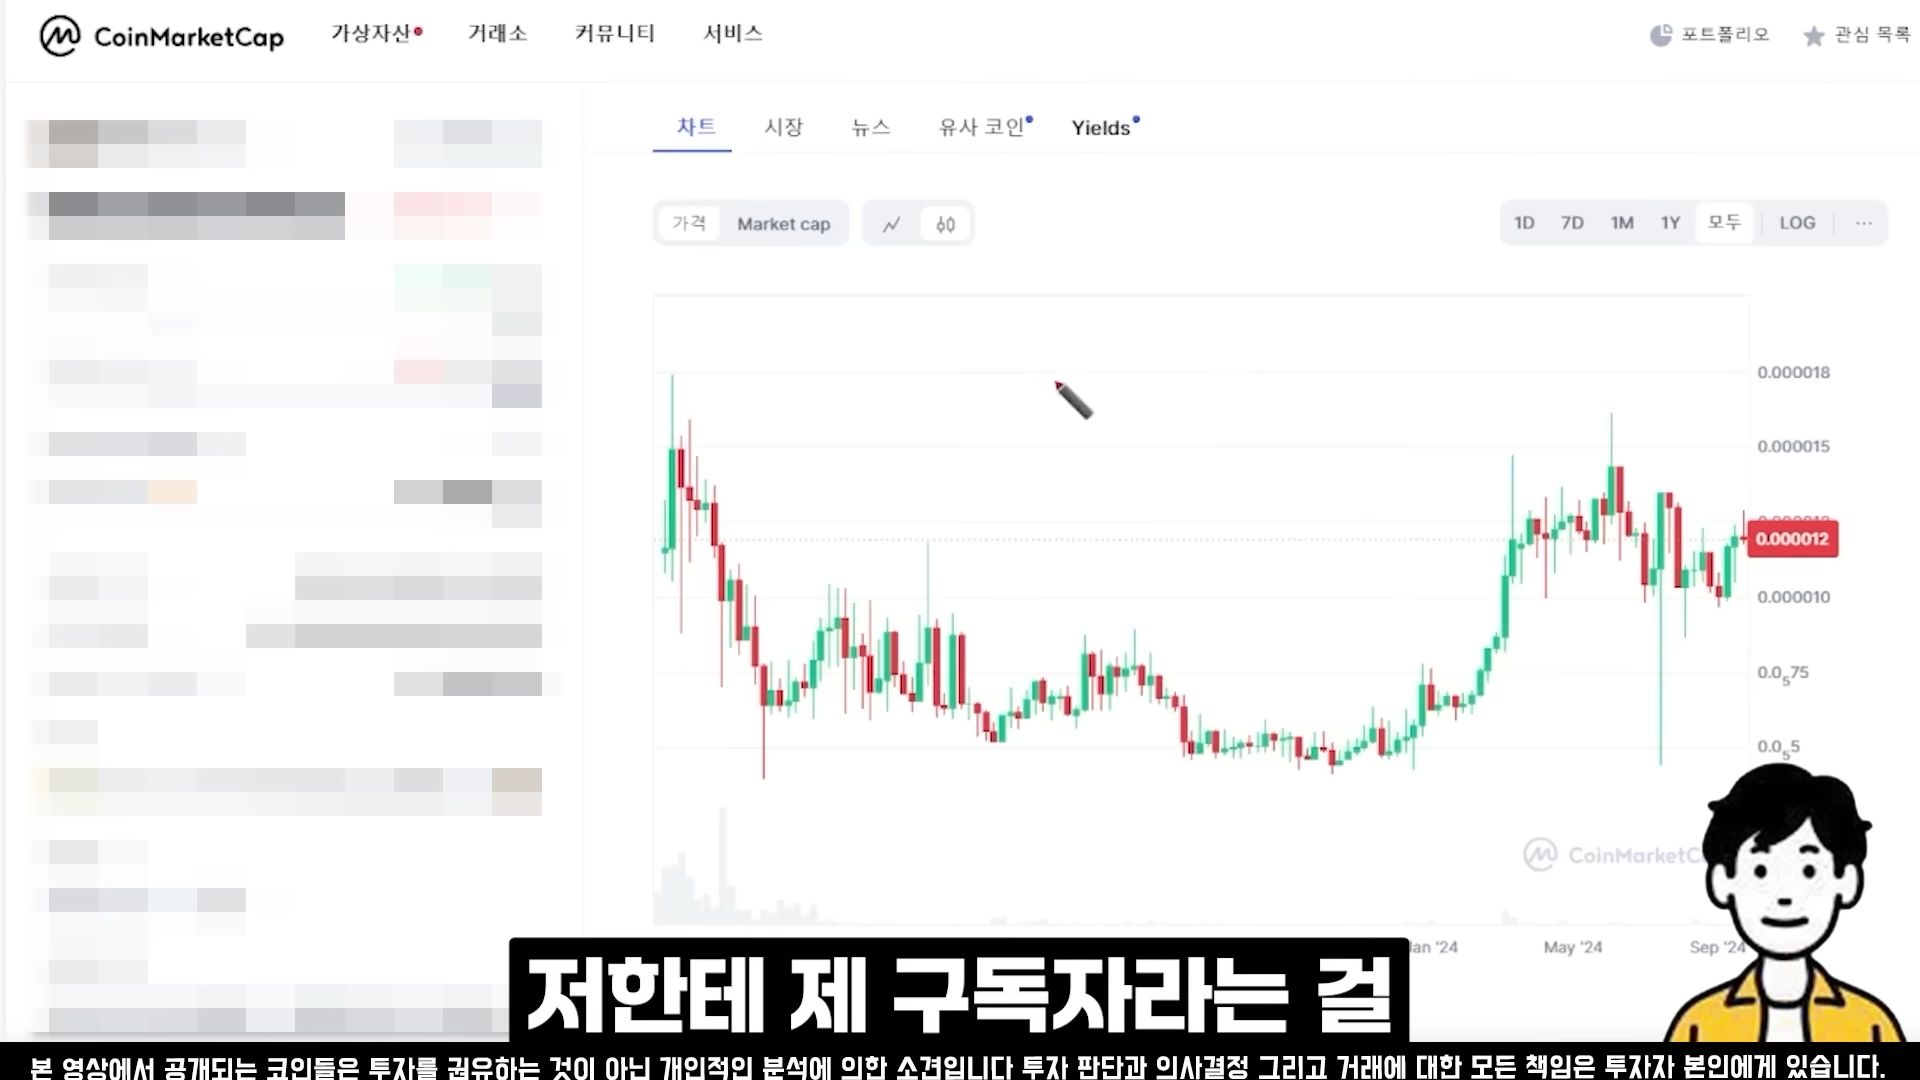 CoinMarketCap 가상자산 거래소 커뮤니티 서비스 포트폴리오 관심 목록
차트 시장 뉴스 유사 코인 Yields
가격 Market cap 1D 7D 1M 1Y 모두 LOG ...
0.000018
0.000015
0.000012
0.000010
0.0₅75
0.0₅5
CoinMarketC
Jan '24 May '24 Sep '24
저한테 제 구독자라는 걸
본 영상에서 공개되는 코인들은 투자를 권유하는 것이 아닌 개인적인 분석에 의한 소견입니다 투자 판단과 의사결정 그리고 거래에 대한 모든 책임은 투자자 본인에게 있습니다.